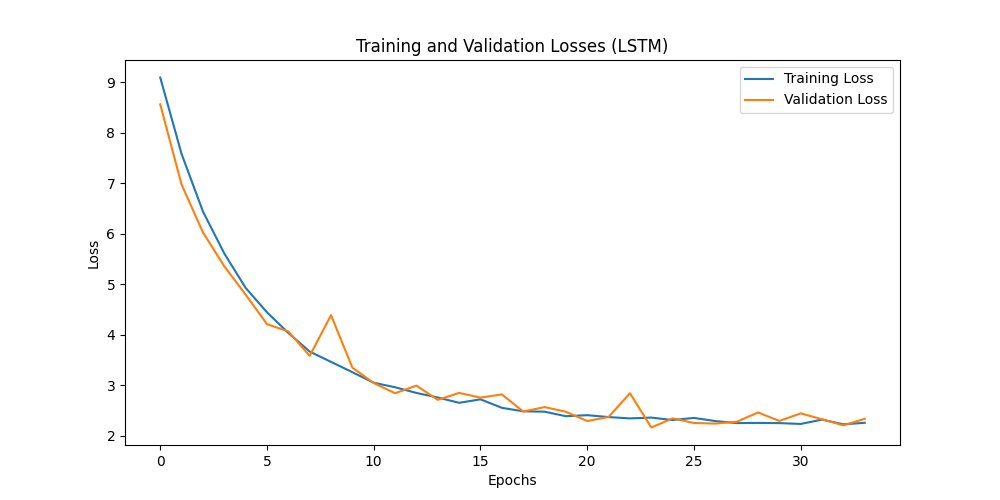 Training and Validation Losses (LSTM)
Training Loss
Validation Loss
9
8
7
6
5
4
3
2
Loss
0 5 10 15 20 25 30
Epochs